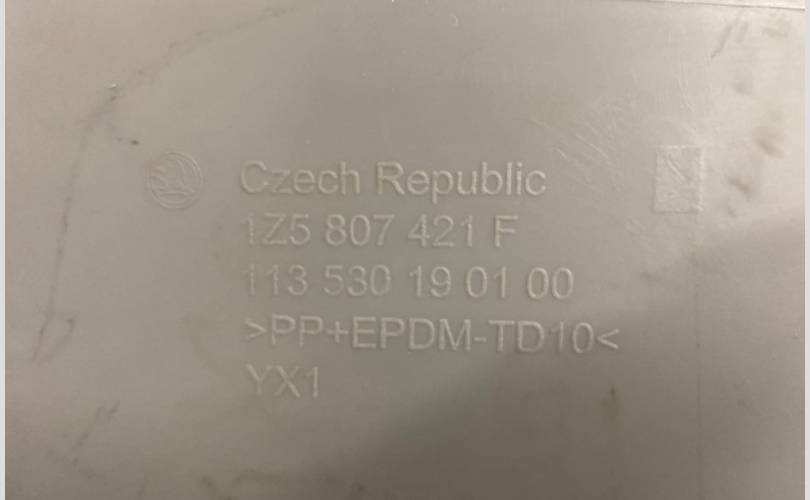 Czech Republic
1Z5 807 421 F
113 530 19 01 00
>PP+EPDM-TD10<
YX1